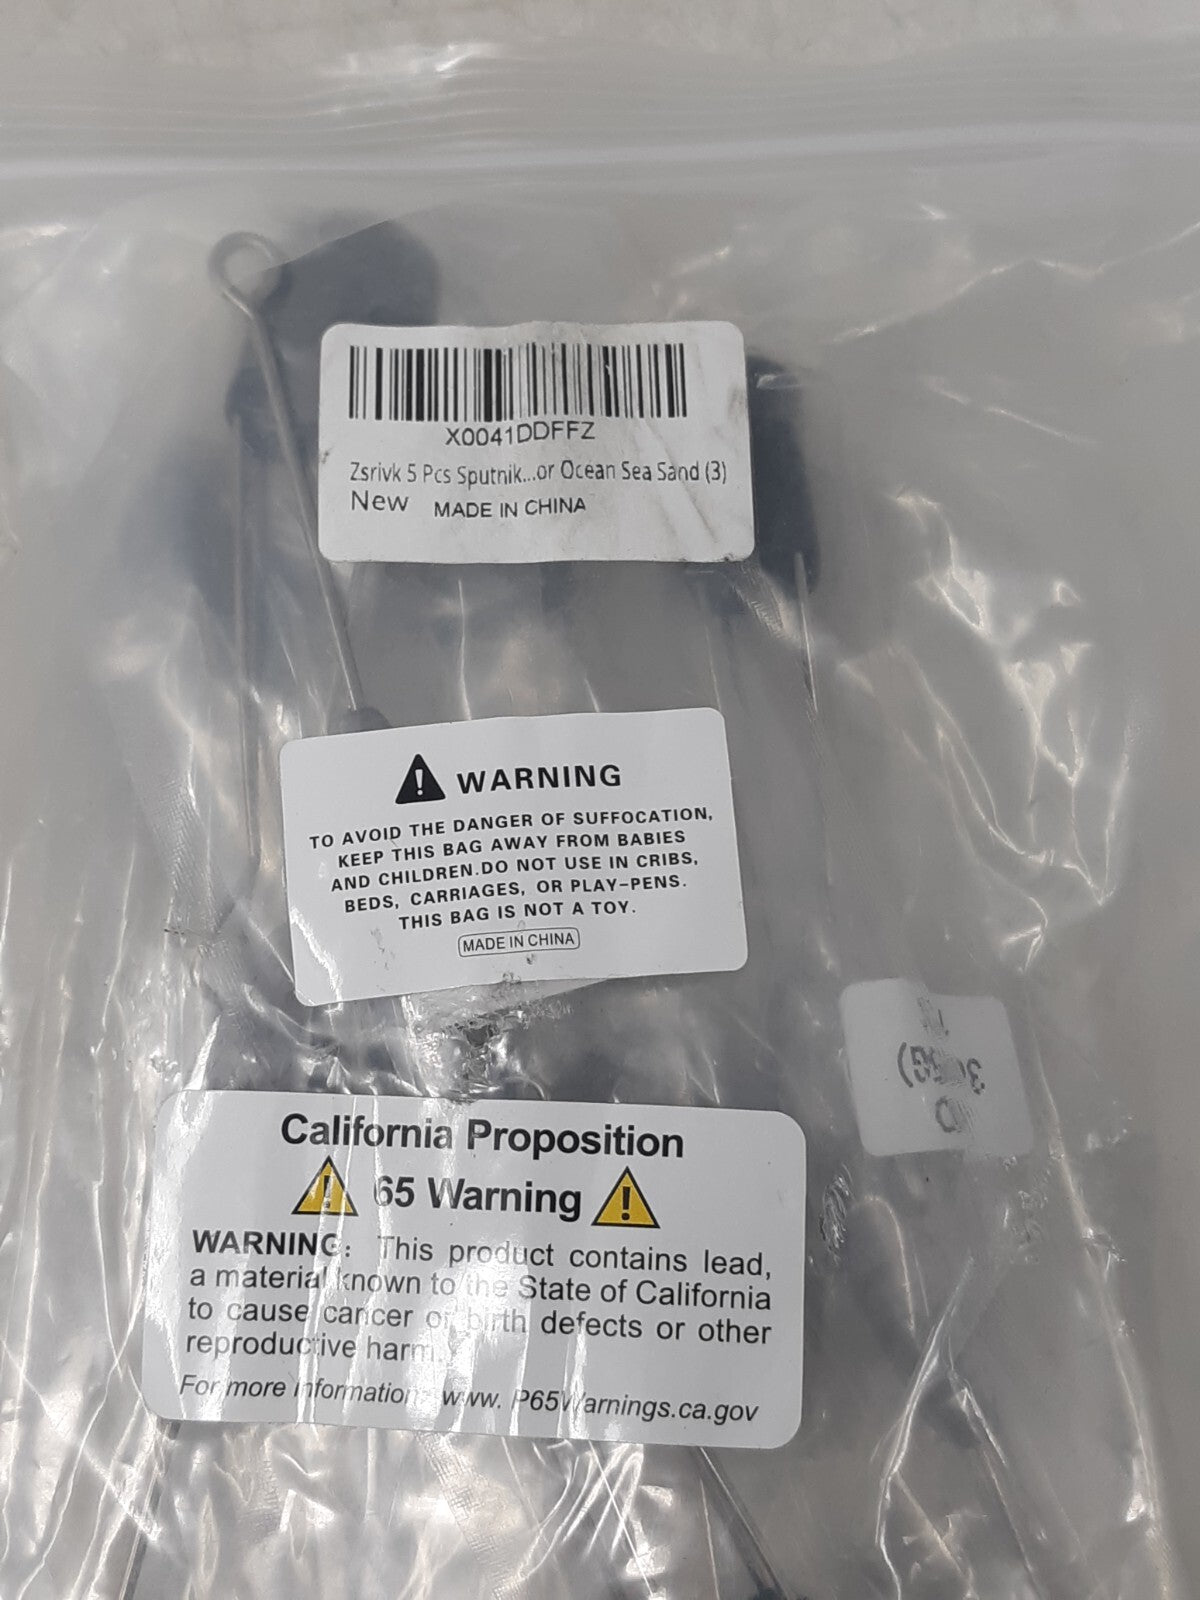 X0041DDFFZ
Zsrivk 5 Pcs Sputnik...or Ocean Sea Sand (3)
New MADE IN CHINA
WARNING
TO AVOID THE DANGER OF SUFFOCATION,
KEEP THIS BAG AWAY FROM BABIES
AND CHILDREN.DO NOT USE IN CRIBS,
BEDS, CARRIAGES, OR PLAY-PENS.
THIS BAG IS NOT A TOY.
MADE IN CHINA
California Proposition
65 Warning
WARNING: This product contains lead,
a material known to the State of California
to cause cancer or birth defects or other
reproductive harm.
For more information: www. P65Warnings.ca.gov